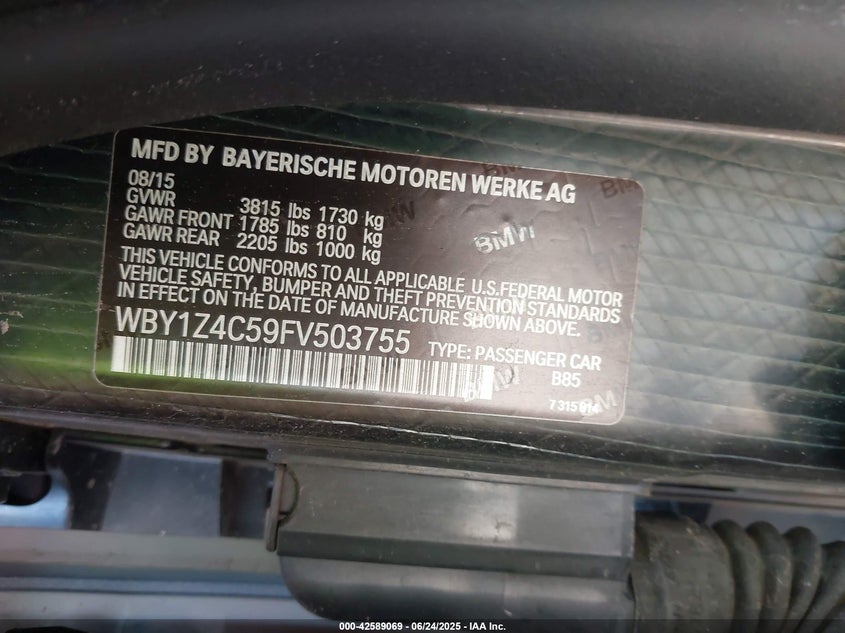 MFD BY BAYERISCHE MOTOREN WERKE AG
08/15
GVWR 3815 lbs 1730 kg
GAWR FRONT 1785 lbs 810 kg
GAWR REAR 2205 lbs 1000 kg
THIS VEHICLE CONFORMS TO ALL APPLICABLE U.S.FEDERAL MOTOR
VEHICLE SAFETY, BUMPER AND THEFT PREVENTION STANDARDS
IN EFFECT ON THE DATE OF MANUFACTURE SHOWN ABOVE.
WBY1Z4C59FV503755 TYPE: PASSENGER CAR
B85
BMW
000-42589069 - 06/24/2025 - IAA Inc.